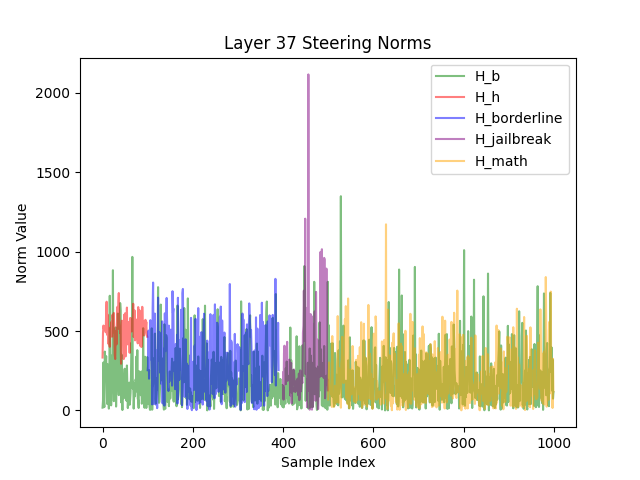 Layer 37 Steering Norms
H_b
H_h
H_borderline
H_jailbreak
H_math
Norm Value
2000
1500
1000
500
0
0
200
400
600
800
1000
Sample Index